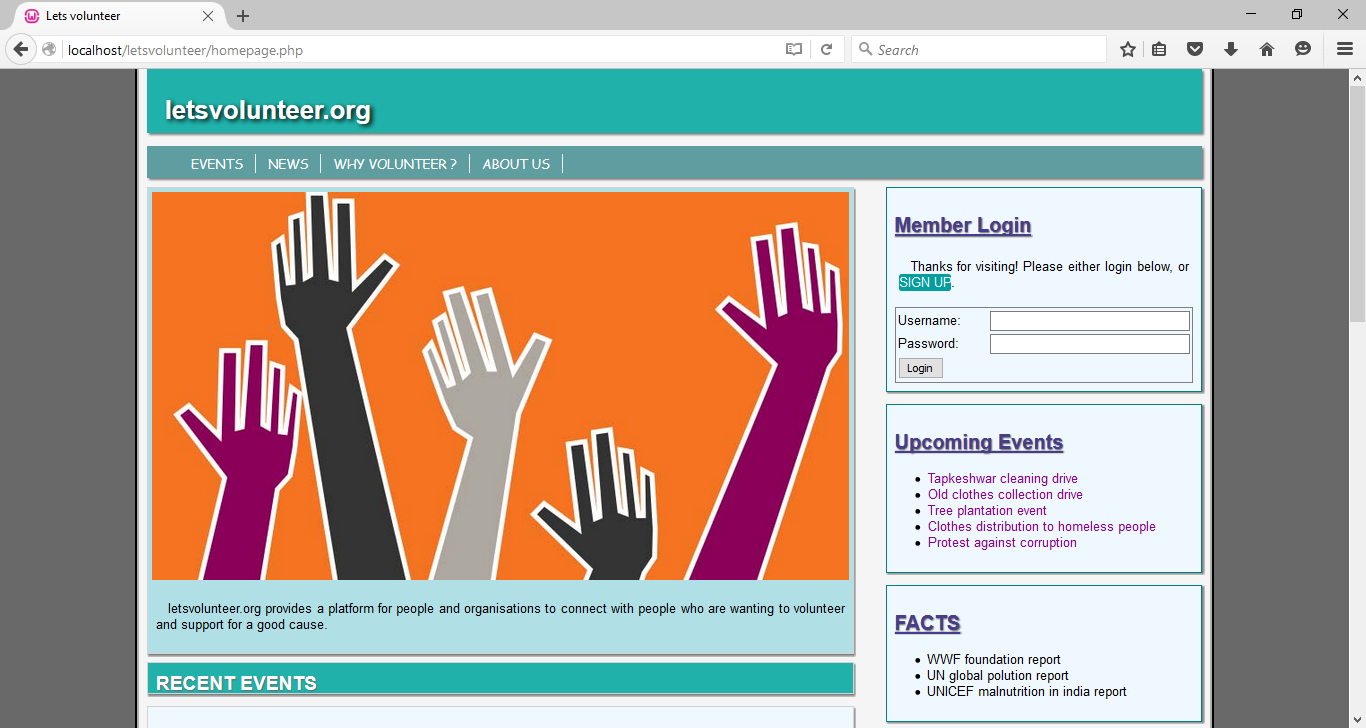 Lets volunteer
localhost/letsvolunteer/homepage.php
Search
letsvolunteer.org
EVENTS
NEWS
WHY VOLUNTEER ?
ABOUT US
letsvolunteer.org provides a platform for people and organisations to connect with people who are wanting to volunteer
and support for a good cause.
RECENT EVENTS
Member Login
Thanks for visiting! Please either login below, or
SIGN UP.
Username:
Password:
Login
Upcoming Events
Tapkeshwar cleaning drive
Old clothes collection drive
Tree plantation event
Clothes distribution to homeless people
Protest against corruption
FACTS
WWF foundation report
UN global polution report
UNICEF malnutrition in india report